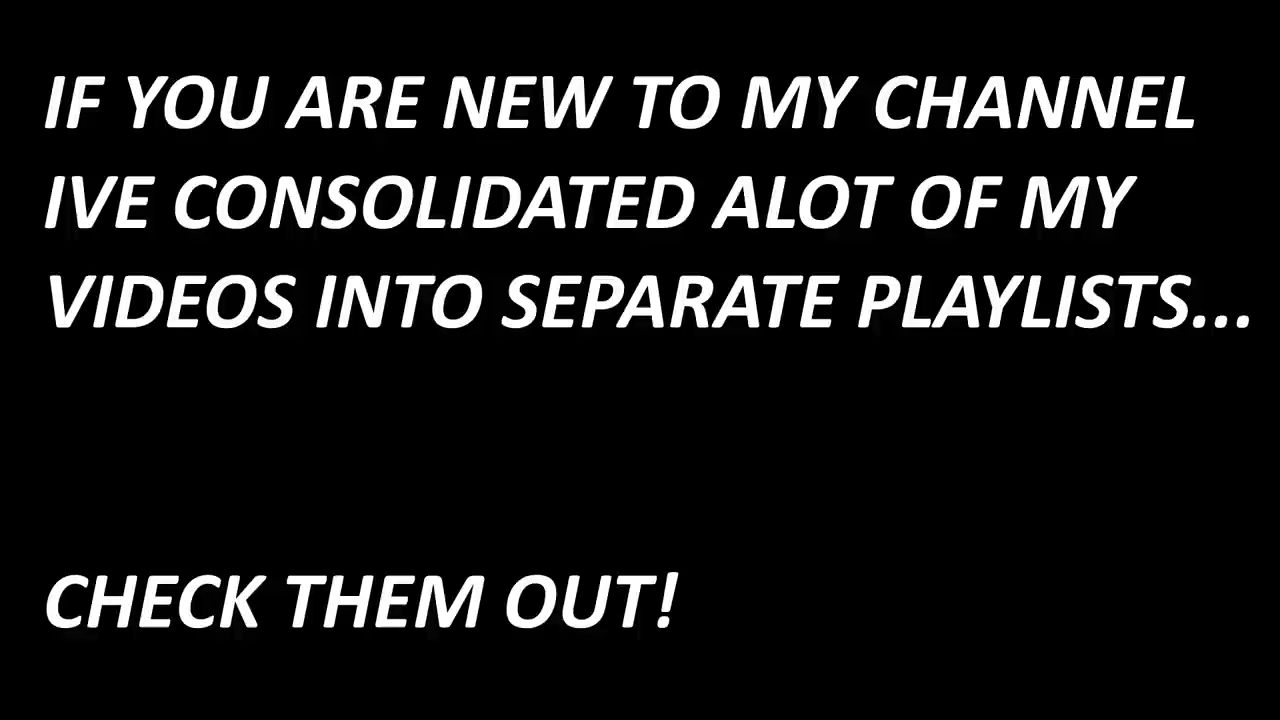 IF YOU ARE NEW TO MY CHANNEL
IVE CONSOLIDATED ALOT OF MY
VIDEOS INTO SEPARATE PLAYLISTS...
CHECK THEM OUT!